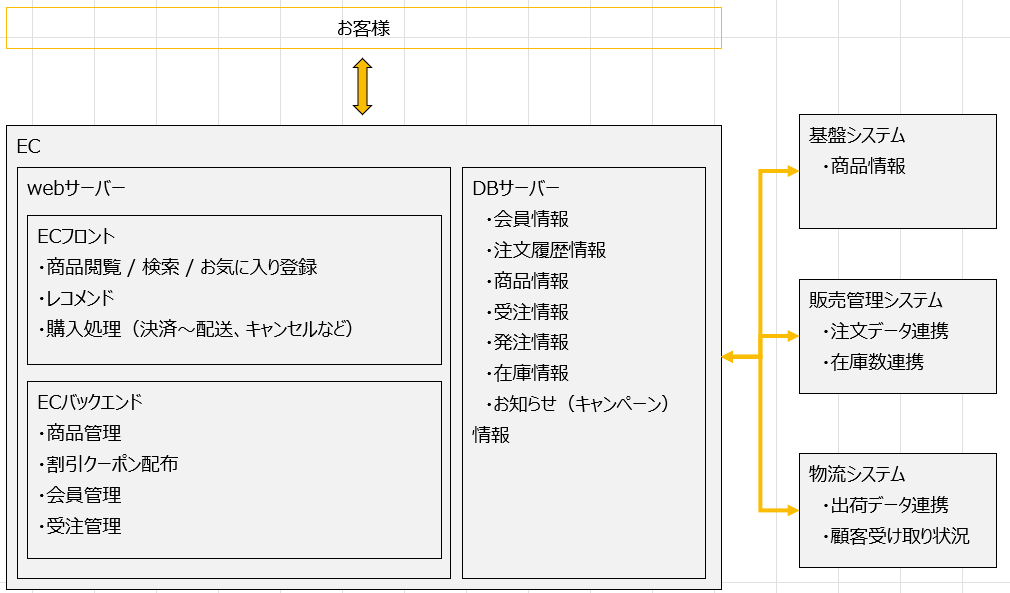 お客様
EC
webサーバー
ECフロント
・商品閲覧 / 検索 / お気に入り登録
・レコメンド
・購入処理（決済～配送、キャンセルなど）
ECバックエンド
・商品管理
・割引クーポン配布
・会員管理
・受注管理
DBサーバー
・会員情報
・注文履歴情報
・商品情報
・受注情報
・発注情報
・在庫情報
・お知らせ（キャンペーン）
情報
基盤システム
・商品情報
販売管理システム
・注文データ連携
・在庫数連携
物流システム
・出荷データ連携
・顧客受け取り状況